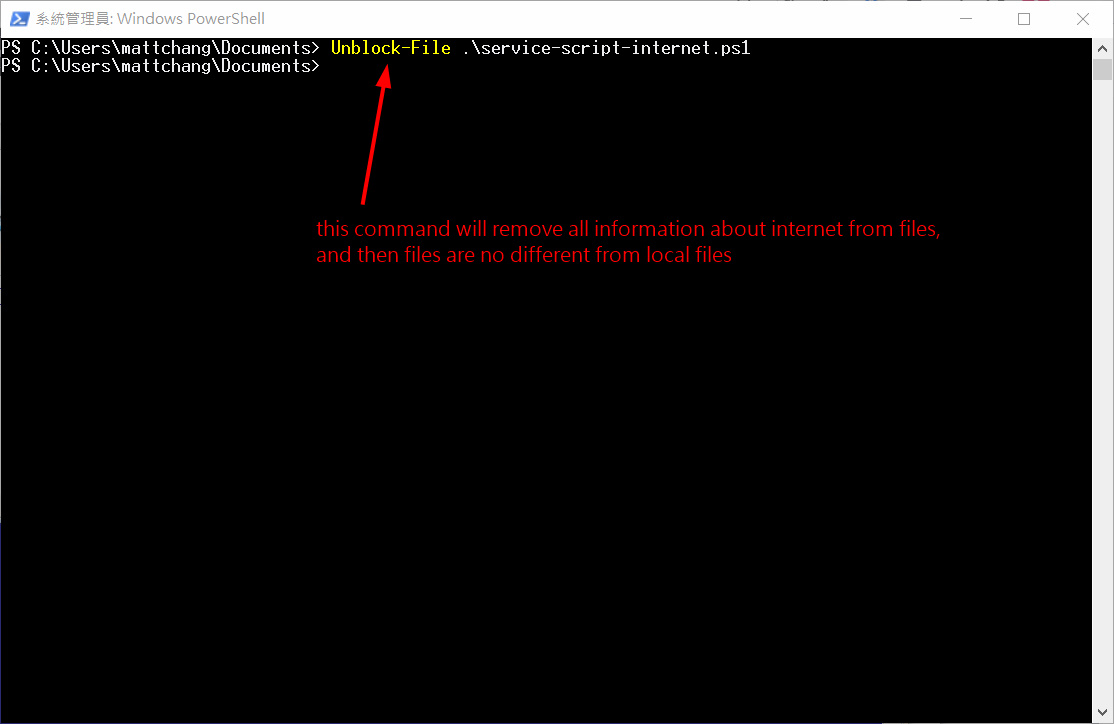 系統管理員: Windows PowerShell
PS C:\Users\mattchang\Documents> Unblock-File .\service-script-internet.ps1
PS C:\Users\mattchang\Documents>
this command will remove all information about internet from files,
and then files are no different from local files